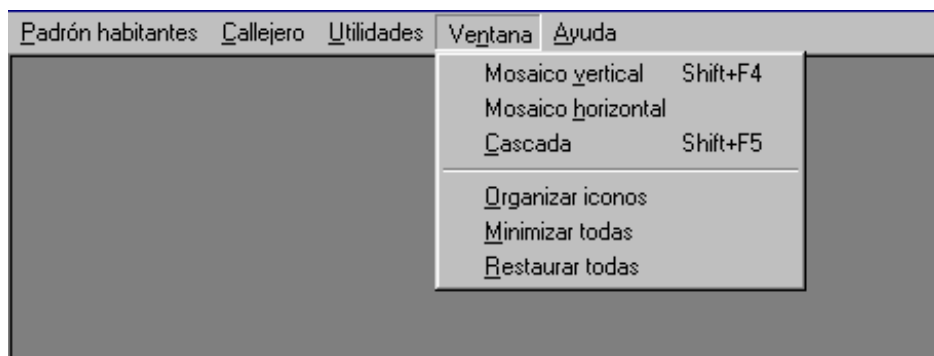 Padrón habitantes Callejero Utilidades Ventana Ayuda
Mosaico vertical Shift+F4
Mosaico horizontal
Cascada Shift+F5
Organizar iconos
Minimizar todas
Restaurar todas